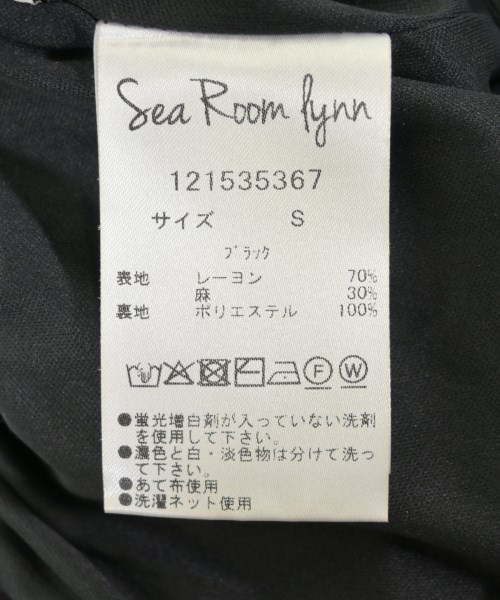 Sea Room lynn
121535367
サイズ S
ブラック
表地 レーヨン 70%
麻 30%
裏地 ポリエステル 100%
F W
●蛍光増白剤が入っていない洗剤
を使用して下さい。
●濃色と白・淡色物は分けて洗っ
て下さい。
●あて布使用
●洗濯ネット使用